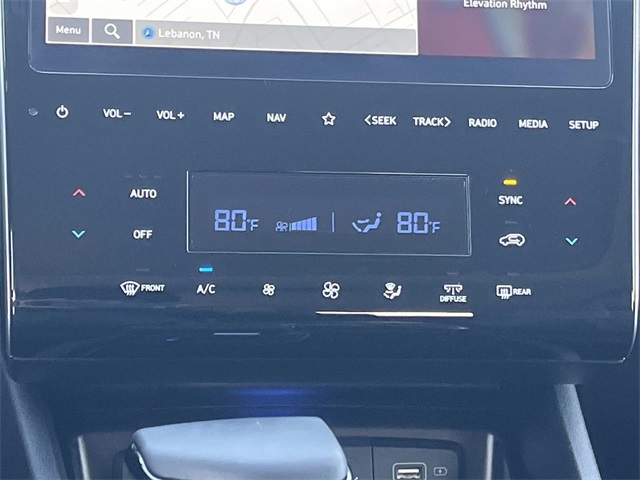 Elevation Rhythm
Menu
Lebanon, TN
VOL− VOL+ MAP NAV <SEEK TRACK> RADIO MEDIA SETUP
AUTO SYNC
80°F 80°F
OFF
FRONT A/C DIFFUSE REAR